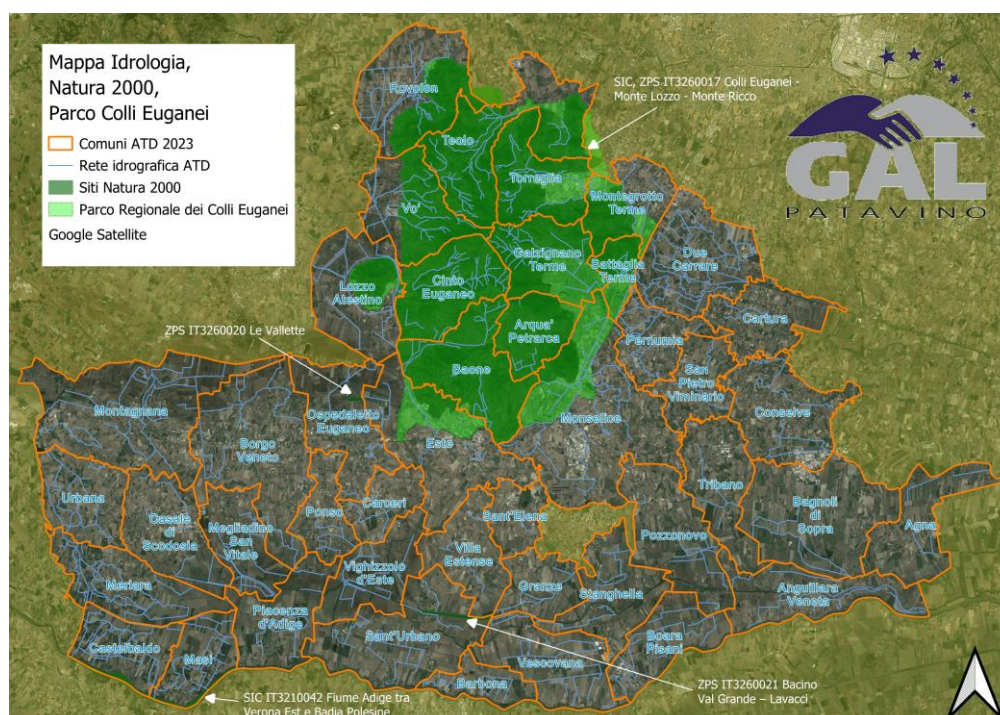 Mappa Idrologia,
Natura 2000,
Parco Colli Euganei
Comuni ATD 2023
Rete idrografica ATD
Siti Natura 2000
Parco Regionale dei Colli Euganei
Google Satellite
SIC, ZPS IT3260017 Colli Euganei -
Monte Lozzo - Monte Ricco
GAL
PATAVINO
Rovolon
Teolo
Torreglia
Vo'
Montegrotto
Terme
Galzignano
Terme
Battaglia
Terme
Due
Carrare
Lozzo
Atestino
Cinto
Euganeo
Cartura
ZPS IT3260020 Le Vallette
Arqua'
Petrarca
Pernumia
Baone
San
Pietro
Viminario
Montagnana
Ospedaletto
Euganeo
Monselice
Conselve
Borgo
Veneto
Este
Urbana
Casale
di
Scodosia
Megliadino
San
Vitale
Ponso
Carceri
Sant'Elena
Tribano
Bagnoli
di
Sopra
Agna
Pozzonovo
Villa
Estense
Vighizzolo
d'Este
Merlara
Granze
Stanghella
Anguillara
Veneta
Piacenza
d'Adige
Castelbaldo
Masi
Sant'Urbano
Boara
Pisani
Vescovana
Barbona
ZPS IT3260021 Bacino
Val Grande – Lavacci
SIC IT3210042 Fiume Adige tra
Verona Est e Badia Polesine